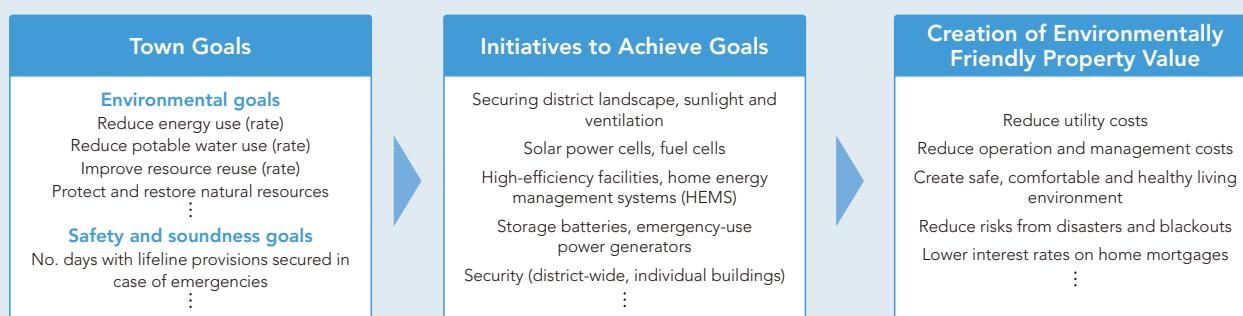 Town Goals
Environmental goals
Reduce energy use (rate)
Reduce potable water use (rate)
Improve resource reuse (rate)
Protect and restore natural resources
⋮
Safety and soundness goals
No. days with lifeline provisions secured in
case of emergencies
⋮
Initiatives to Achieve Goals
Securing district landscape, sunlight and
ventilation
Solar power cells, fuel cells
High-efficiency facilities, home energy
management systems (HEMS)
Storage batteries, emergency-use
power generators
Security (district-wide, individual buildings)
⋮
Creation of Environmentally
Friendly Property Value
Reduce utility costs
Reduce operation and management costs
Create safe, comfortable and healthy living
environment
Reduce risks from disasters and blackouts
Lower interest rates on home mortgages
⋮